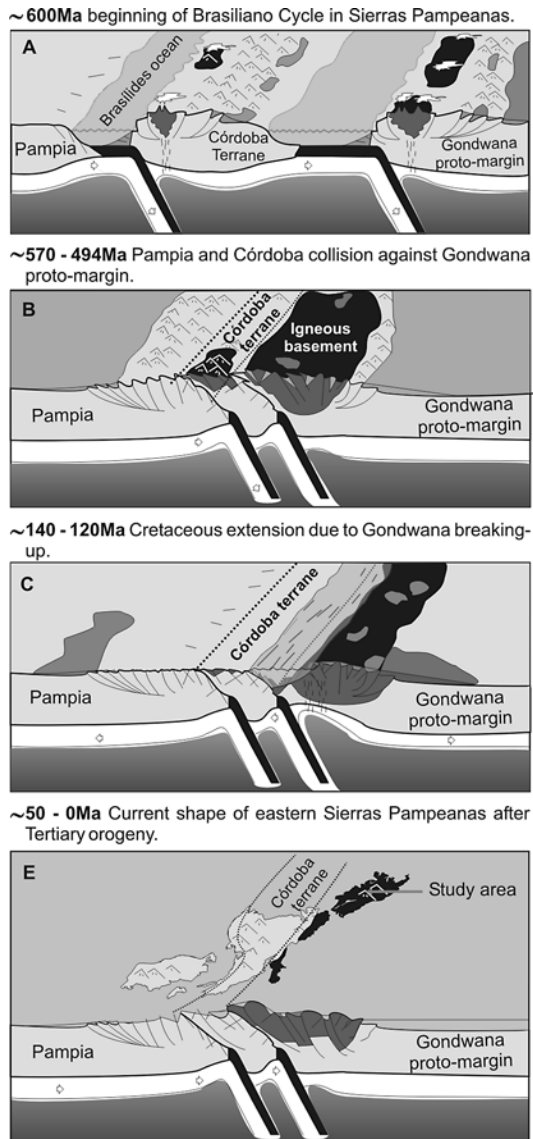 ~600Ma beginning of Brasiliano Cycle in Sierras Pampeanas.
A
Brasílides ocean
Pampia
Córdoba
Terrane
Gondwana
proto-margin
~570 - 494Ma Pampia and Córdoba collision against Gondwana
proto-margin.
B
Córdoba
terrane
Igneous
basement
Pampia
Gondwana
proto-margin
~140 - 120Ma Cretaceous extension due to Gondwana breaking-
up.
C
Córdoba terrane
Pampia
Gondwana
proto-margin
~50 - 0Ma Current shape of eastern Sierras Pampeanas after
Tertiary orogeny.
E
Córdoba
terrane
Study area
Pampia
Gondwana
proto-margin